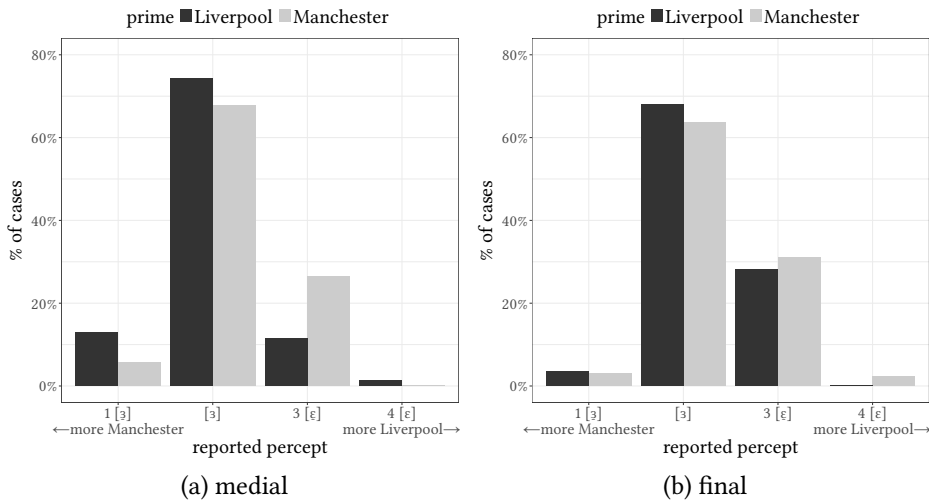 prime Liverpool Manchester
80%
60%
40%
20%
0%
% of cases
1 [ɜ̝] [ɜ] 3 [ɛ̝] 4 [ɛ]
←more Manchester more Liverpool→
reported percept
(a) medial
prime Liverpool Manchester
80%
60%
40%
20%
0%
% of cases
1 [ɜ̝] [ɜ] 3 [ɛ̝] 4 [ɛ]
←more Manchester more Liverpool→
reported percept
(b) final